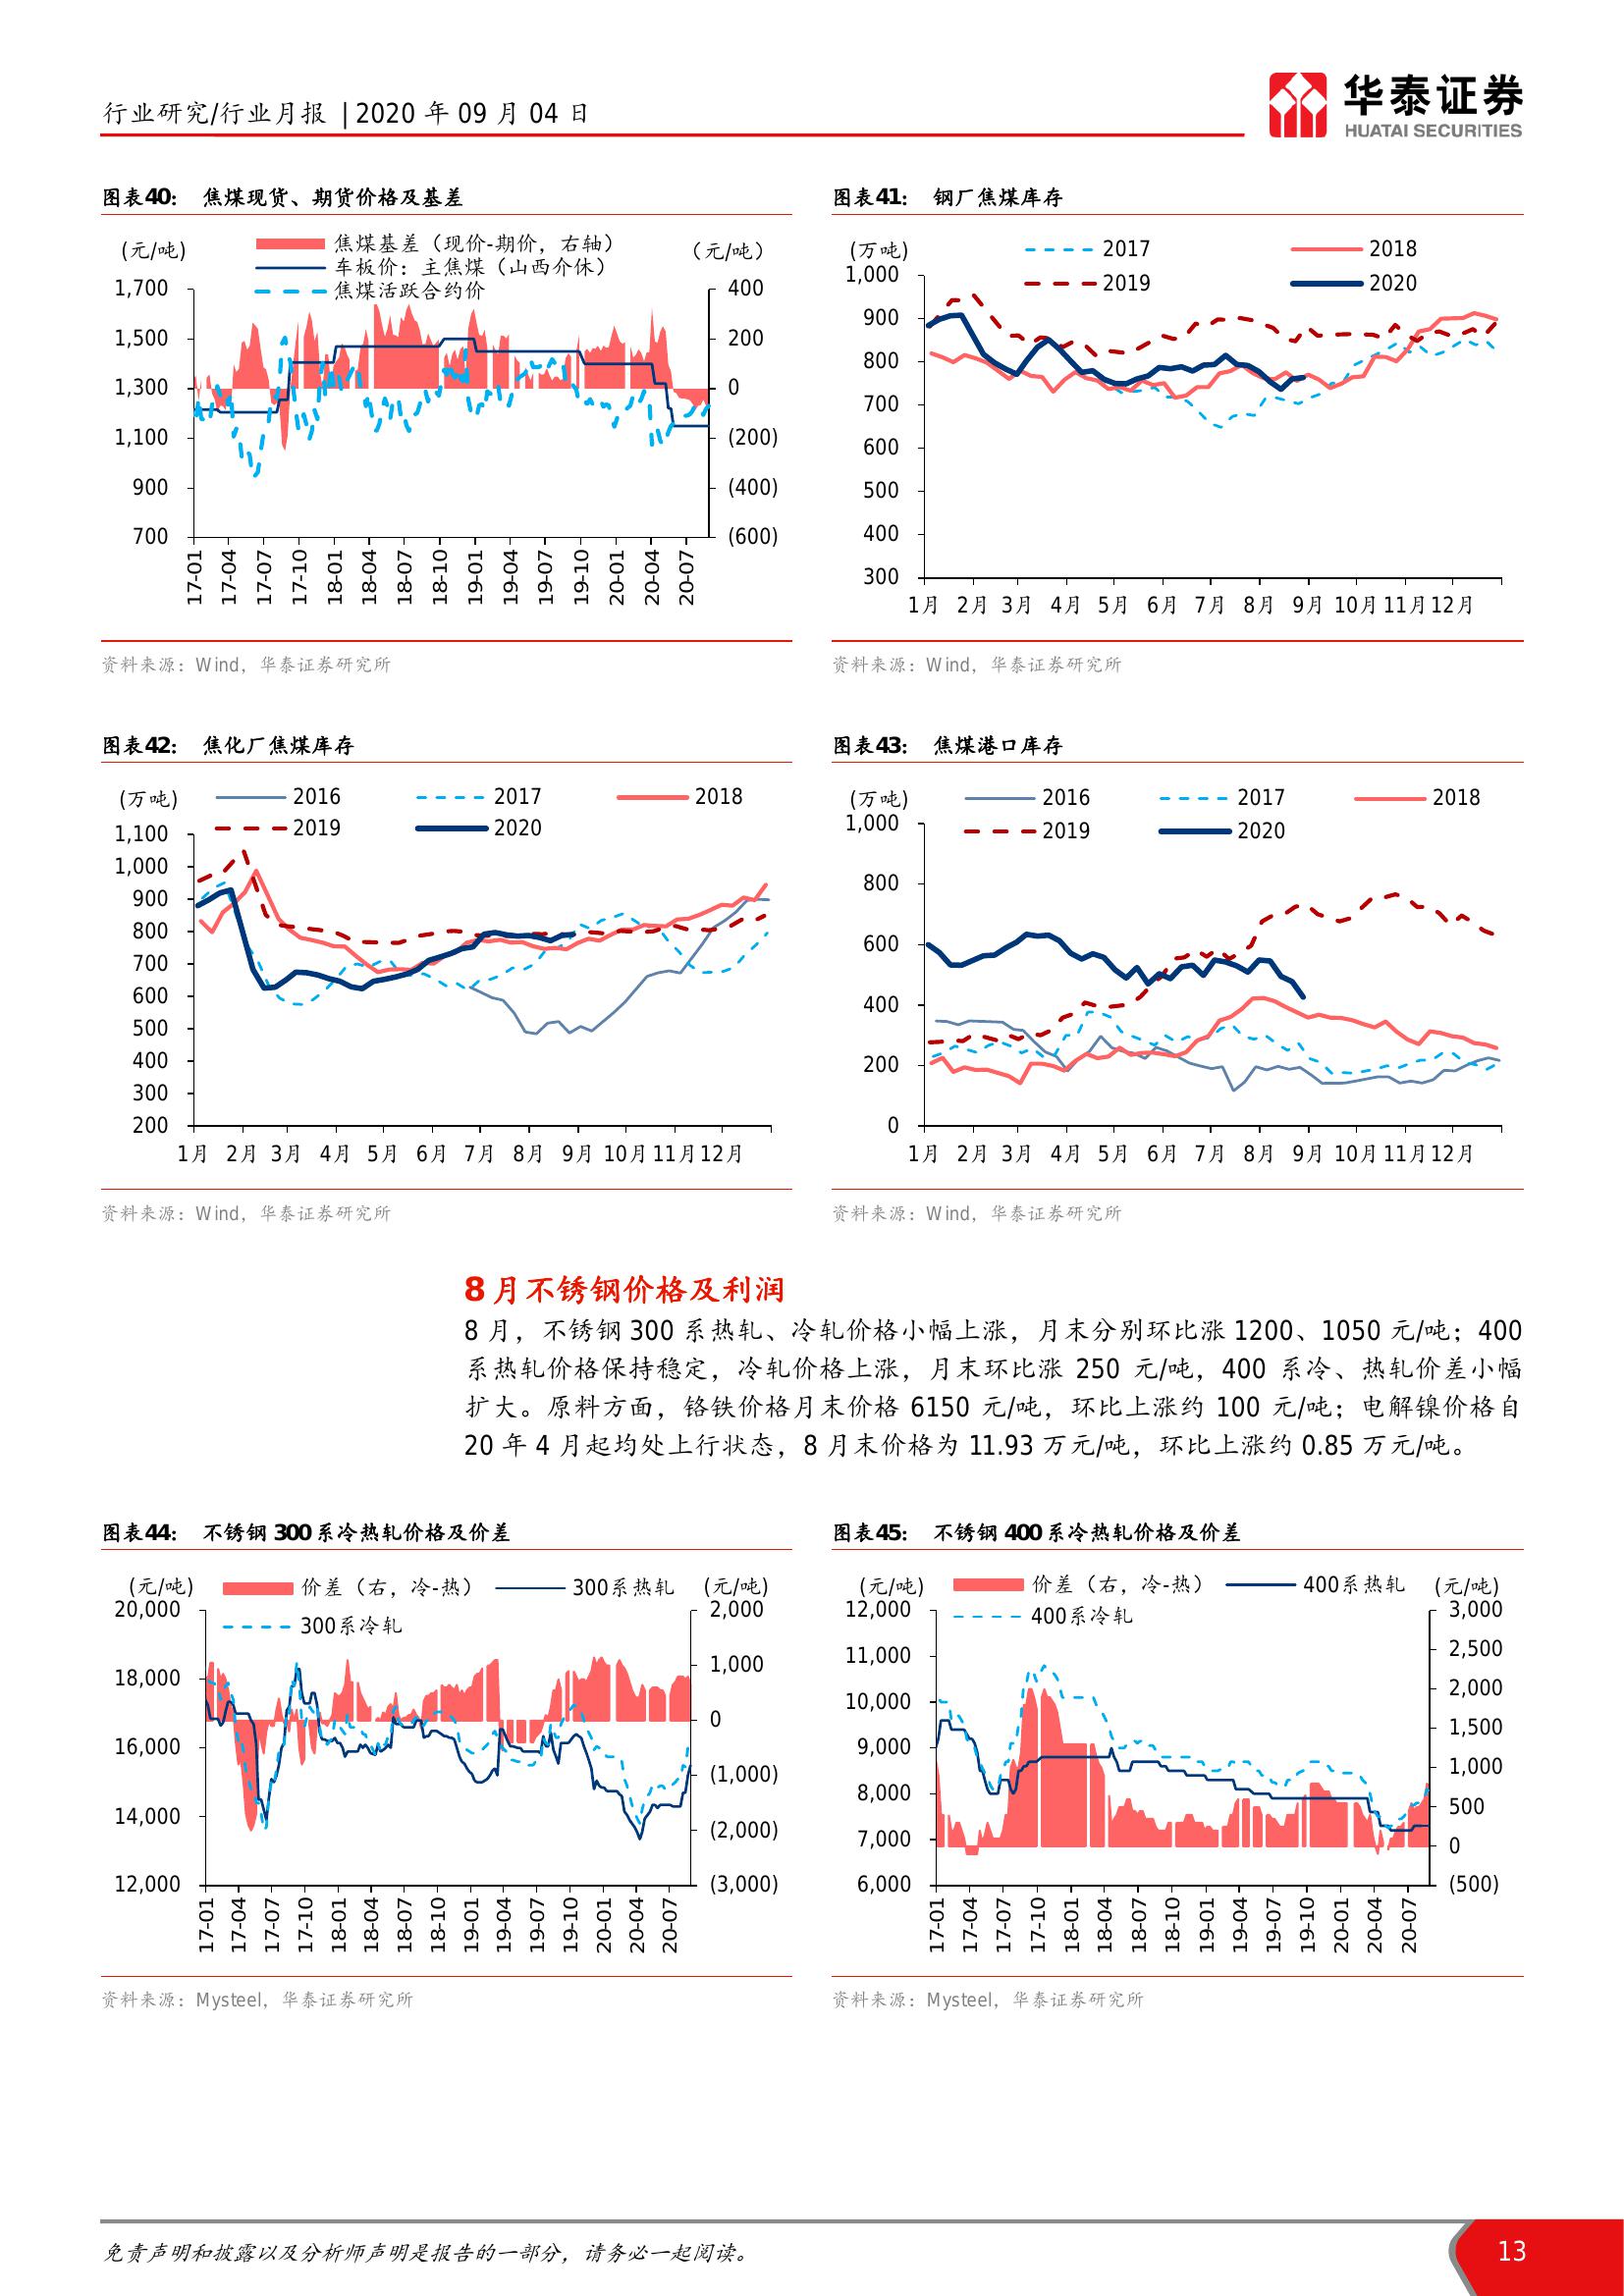 行业研究/行业月报 | 2020 年 09 月 04 日
华泰证券
HUATAI SECURITIES
图表40: 焦煤现货、期货价格及基差
(元/吨)
焦煤基差（现价-期价，右轴）
车板价：主焦煤（山西介休）
焦煤活跃合约价
（元/吨）
1,700
1,500
1,300
1,100
900
700
400
200
0
(200)
(400)
(600)
17-01 17-04 17-07 17-10 18-01 18-04 18-07 18-10 19-01 19-04 19-07 19-10 20-01 20-04 20-07
资料来源：Wind，华泰证券研究所
图表41: 钢厂焦煤库存
(万吨)
2017 2018
2019 2020
1,000
900
800
700
600
500
400
300
1月 2月 3月 4月 5月 6月 7月 8月 9月 10月 11月 12月
资料来源：Wind，华泰证券研究所
图表42: 焦化厂焦煤库存
(万吨)
2016 2017 2018
2019 2020
1,100
1,000
900
800
700
600
500
400
300
200
1月 2月 3月 4月 5月 6月 7月 8月 9月 10月 11月 12月
资料来源：Wind，华泰证券研究所
图表43: 焦煤港口库存
(万吨)
2016 2017 2018
2019 2020
1,000
800
600
400
200
0
1月 2月 3月 4月 5月 6月 7月 8月 9月 10月 11月 12月
资料来源：Wind，华泰证券研究所
8 月不锈钢价格及利润
8 月，不锈钢 300 系热轧、冷轧价格小幅上涨，月末分别环比涨 1200、1050 元/吨；400
系热轧价格保持稳定，冷轧价格上涨，月末环比涨 250 元/吨，400 系冷、热轧价差小幅
扩大。原料方面，铬铁价格月末价格 6150 元/吨，环比上涨约 100 元/吨；电解镍价格自
20 年 4 月起均处上行状态，8 月末价格为 11.93 万元/吨，环比上涨约 0.85 万元/吨。
图表44: 不锈钢 300 系冷热轧价格及价差
(元/吨)
价差（右，冷-热） 300系热轧
300系冷轧
(元/吨)
20,000
18,000
16,000
14,000
12,000
2,000
1,000
0
(1,000)
(2,000)
(3,000)
17-01 17-04 17-07 17-10 18-01 18-04 18-07 18-10 19-01 19-04 19-07 19-10 20-01 20-04 20-07
资料来源：Mysteel，华泰证券研究所
图表45: 不锈钢 400 系冷热轧价格及价差
(元/吨)
价差（右，冷-热） 400系热轧
400系冷轧
(元/吨)
12,000
11,000
10,000
9,000
8,000
7,000
6,000
3,000
2,500
2,000
1,500
1,000
500
0
(500)
17-01 17-04 17-07 17-10 18-01 18-04 18-07 18-10 19-01 19-04 19-07 19-10 20-01 20-04 20-07
资料来源：Mysteel，华泰证券研究所
免责声明和披露以及分析师声明是报告的一部分，请务必一起阅读。
13